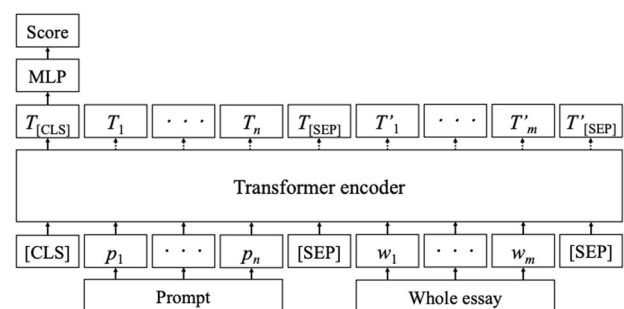 Score
MLP
T[CLS] T1 · · · Tn T[SEP] T'1 · · · T'm T'[SEP]
Transformer encoder
[CLS] p1 · · · pn [SEP] w1 · · · wm [SEP]
Prompt Whole essay